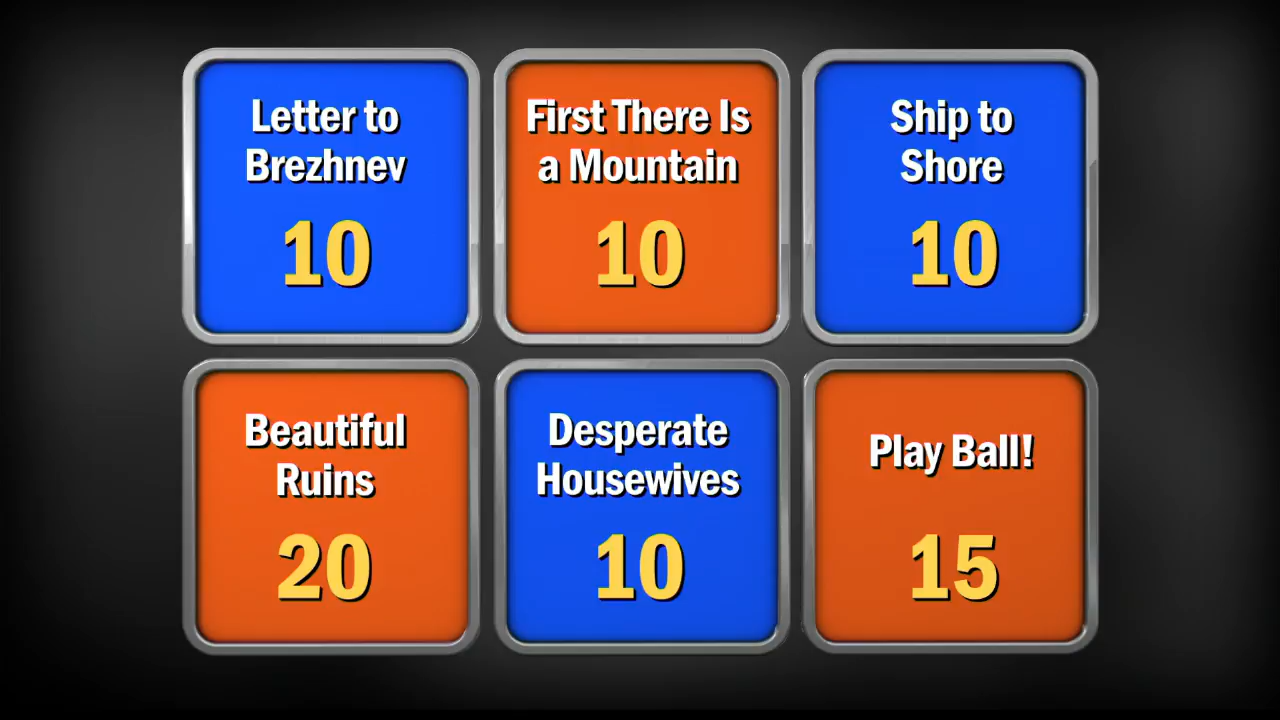 Letter to
Brezhnev
10
First There Is
a Mountain
10
Ship to
Shore
10
Beautiful
Ruins
20
Desperate
Housewives
10
Play Ball!
15